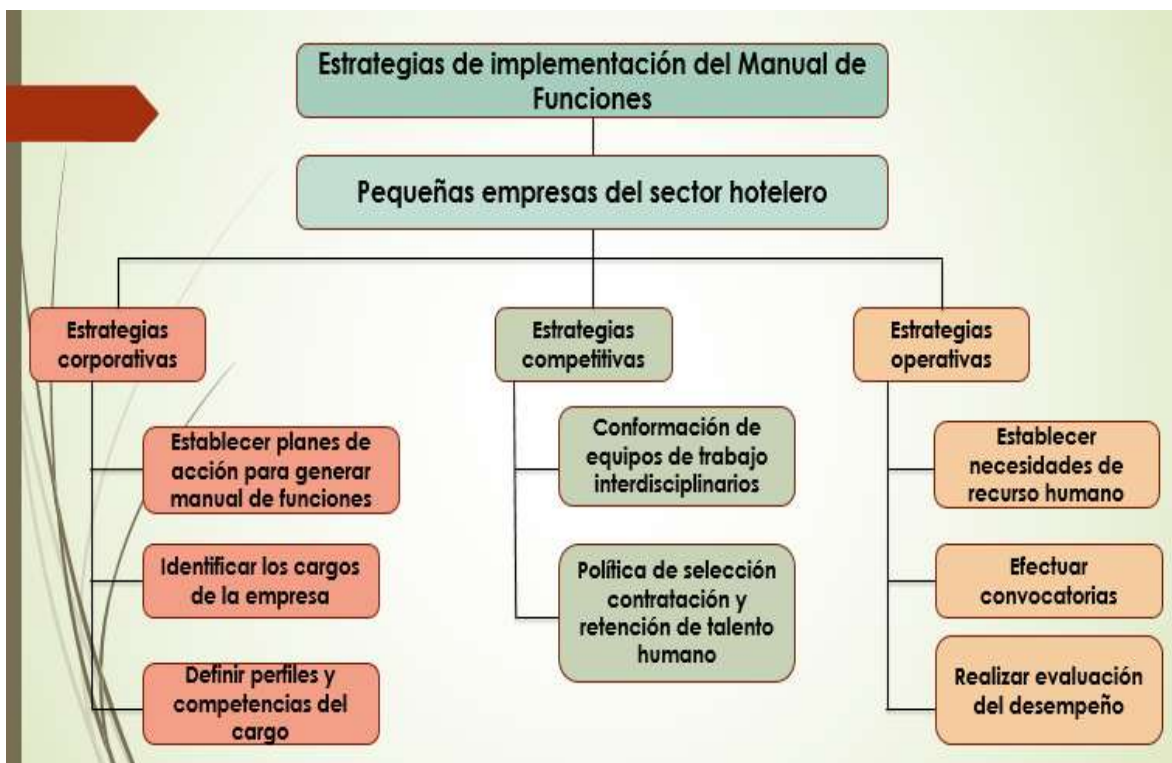 Estrategias de implementación del Manual de
Funciones
Pequeñas empresas del sector hotelero
Estrategias
corporativas
Establecer planes de
acción para generar
manual de funciones
Identificar los cargos
de la empresa
Definir perfiles y
competencias del
cargo
Estrategias
competitivas
Conformación de
equipos de trabajo
interdisciplinarios
Política de selección
contratación y
retención de talento
humano
Estrategias
operativas
Establecer
necesidades de
recurso humano
Efectuar
convocatorias
Realizar evaluación
del desempeño